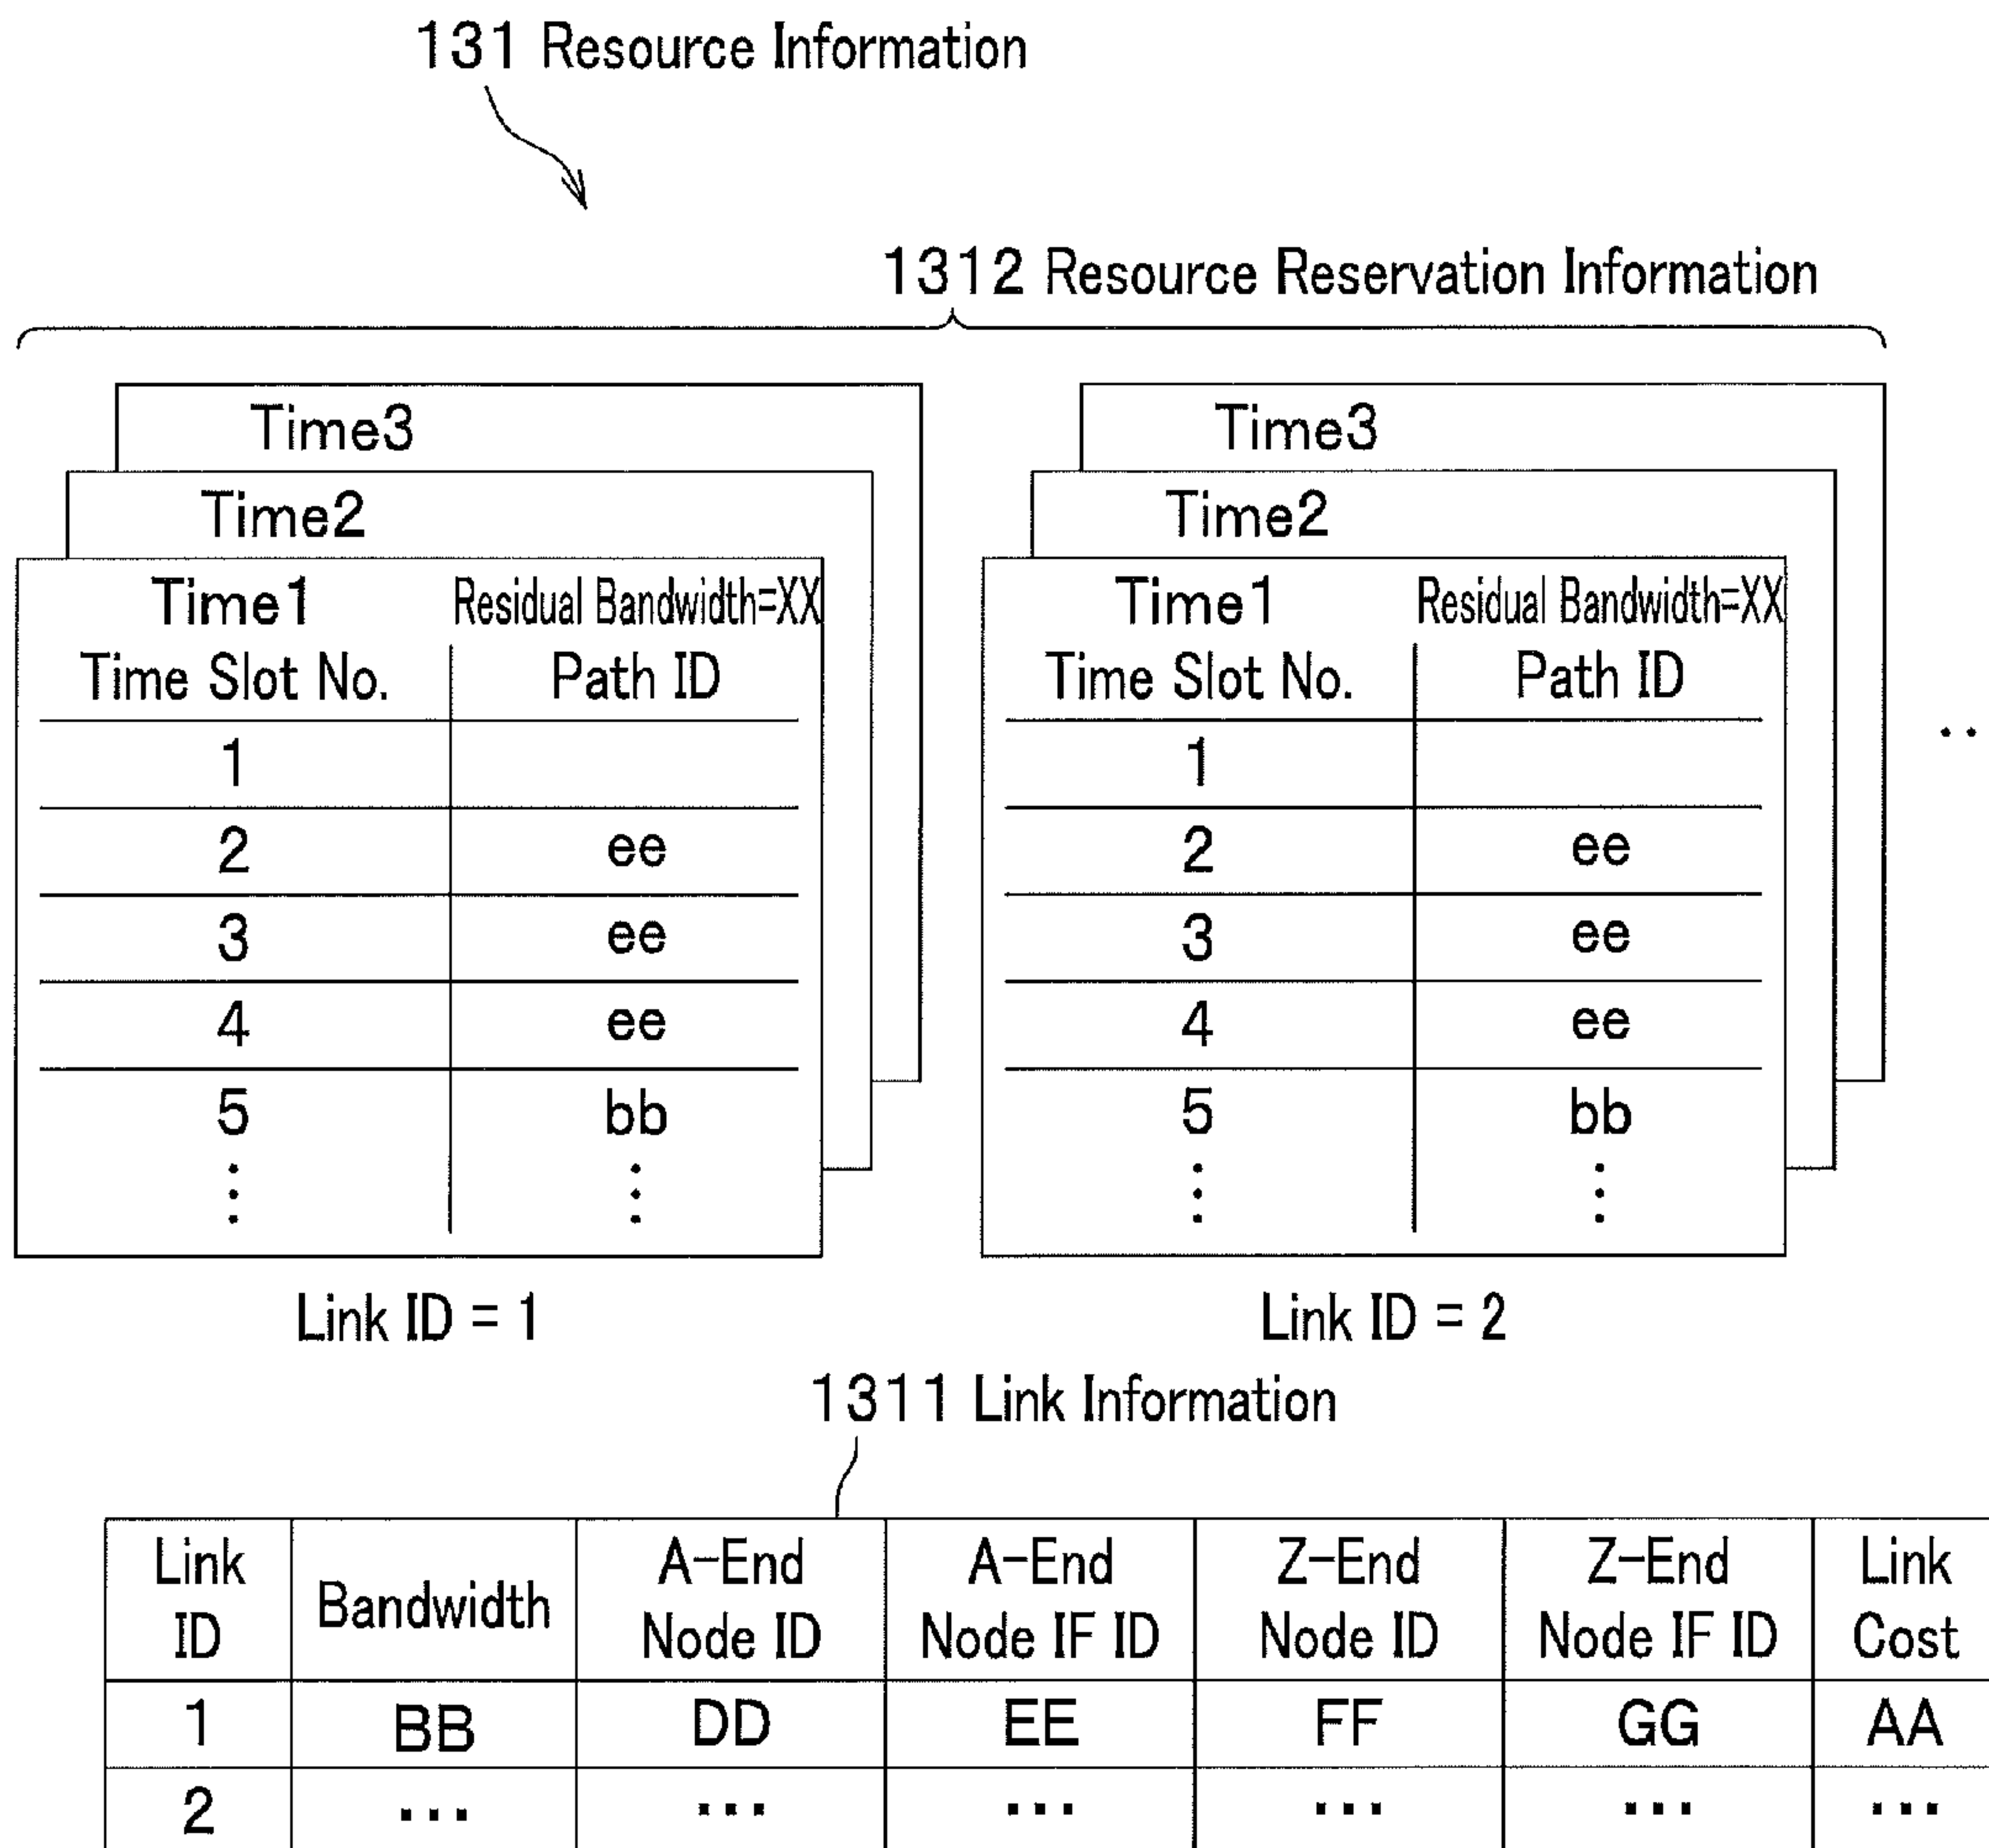 131 Resource Information
1312 Resource Reservation Information
Time3
Time2
Time1 Residual Bandwidth=XX
Time Slot No. Path ID
1
2 ee
3 ee
4 ee
5 bb
⋮ ⋮
Link ID = 1
Time3
Time2
Time1 Residual Bandwidth=XX
Time Slot No. Path ID
1
2 ee
3 ee
4 ee
5 bb
⋮ ⋮
Link ID = 2
‥
1311 Link Information
Link ID Bandwidth A-End Node ID A-End Node IF ID Z-End Node ID Z-End Node IF ID Link Cost
1 BB DD EE FF GG AA
2 ... ... ... ... ... ...